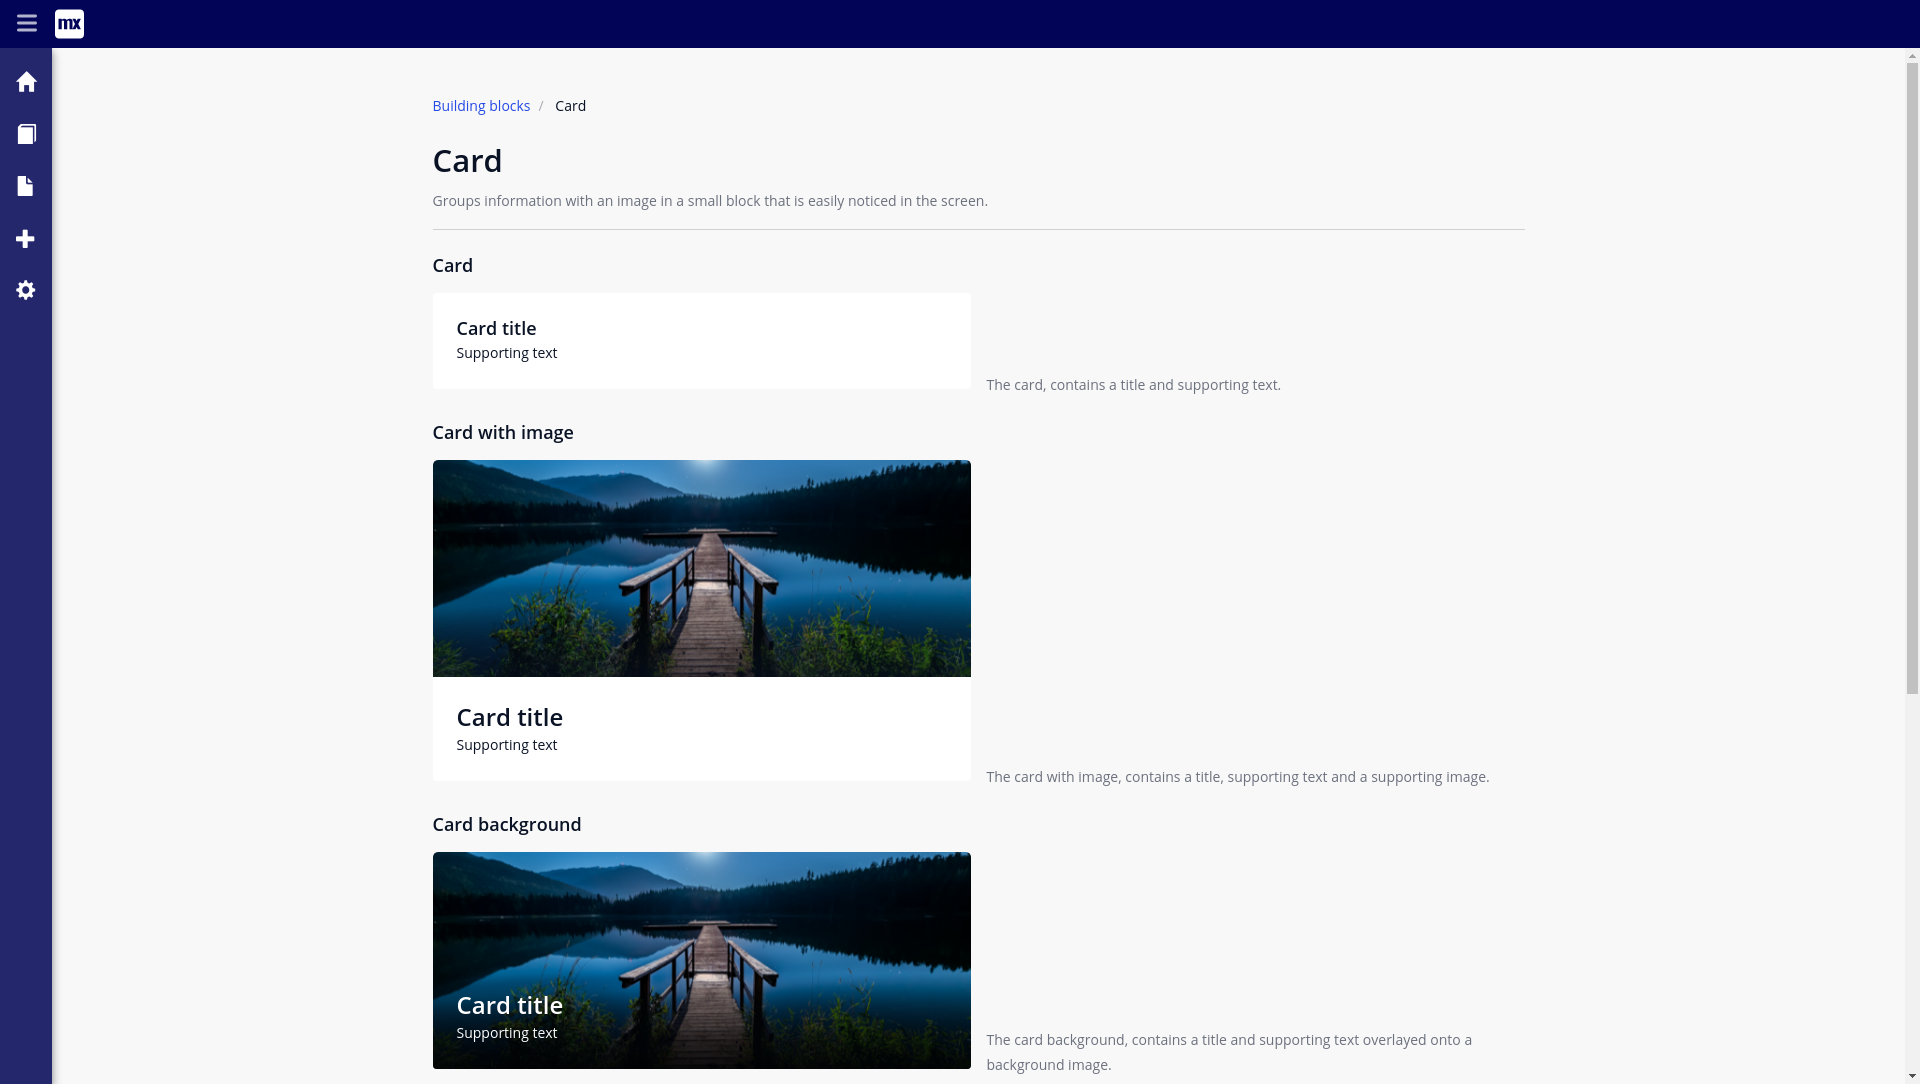 mx
Building blocks / Card
Card
Groups information with an image in a small block that is easily noticed in the screen.
Card
Card title
Supporting text
The card, contains a title and supporting text.
Card with image
Card title
Supporting text
The card with image, contains a title, supporting text and a supporting image.
Card background
Card title
Supporting text
The card background, contains a title and supporting text overlayed onto a
background image.